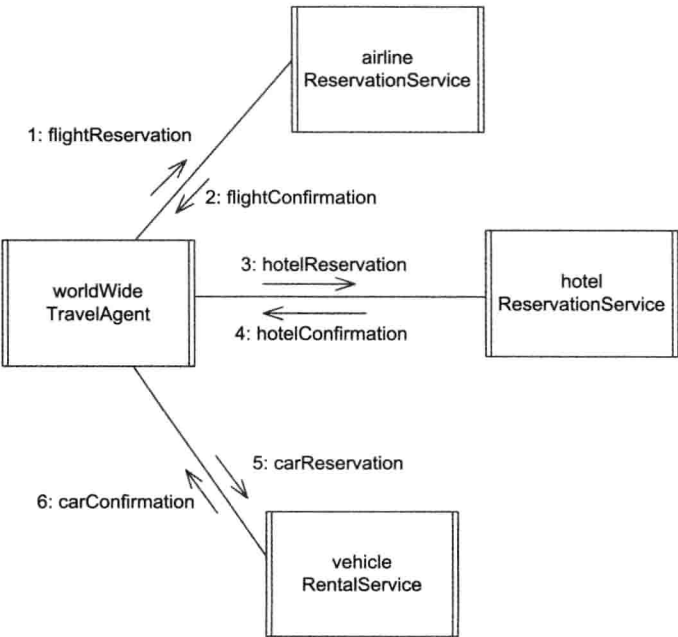 airline
ReservationService
1: flightReservation
2: flightConfirmation
3: hotelReservation
hotel
ReservationService
worldWide
TravelAgent
4: hotelConfirmation
5: carReservation
6: carConfirmation
vehicle
RentalService